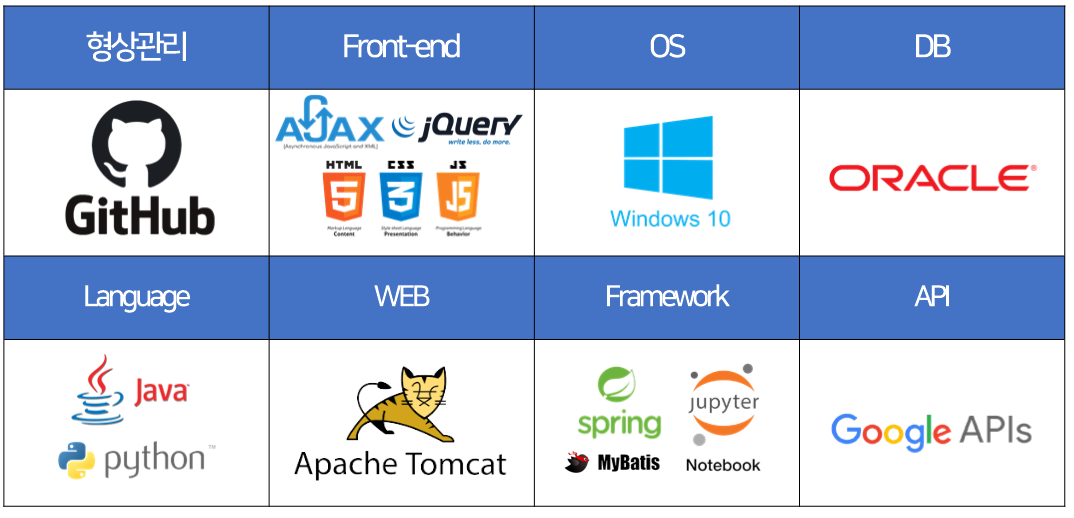 형상관리
Front-end
OS
DB
GitHub
AJAX
[Asynchronous JavaScript and XML]
jQuery
write less, do more.
HTML
CSS
JS
5
3
JS
Markup Language
Content
Style sheet Language
Presentation
Programming Language
Behavior
Windows 10
ORACLE®
Language
WEB
Framework
API
Java™
python™
Apache Tomcat
spring
MyBatis
jupyter
Notebook
Google APIs